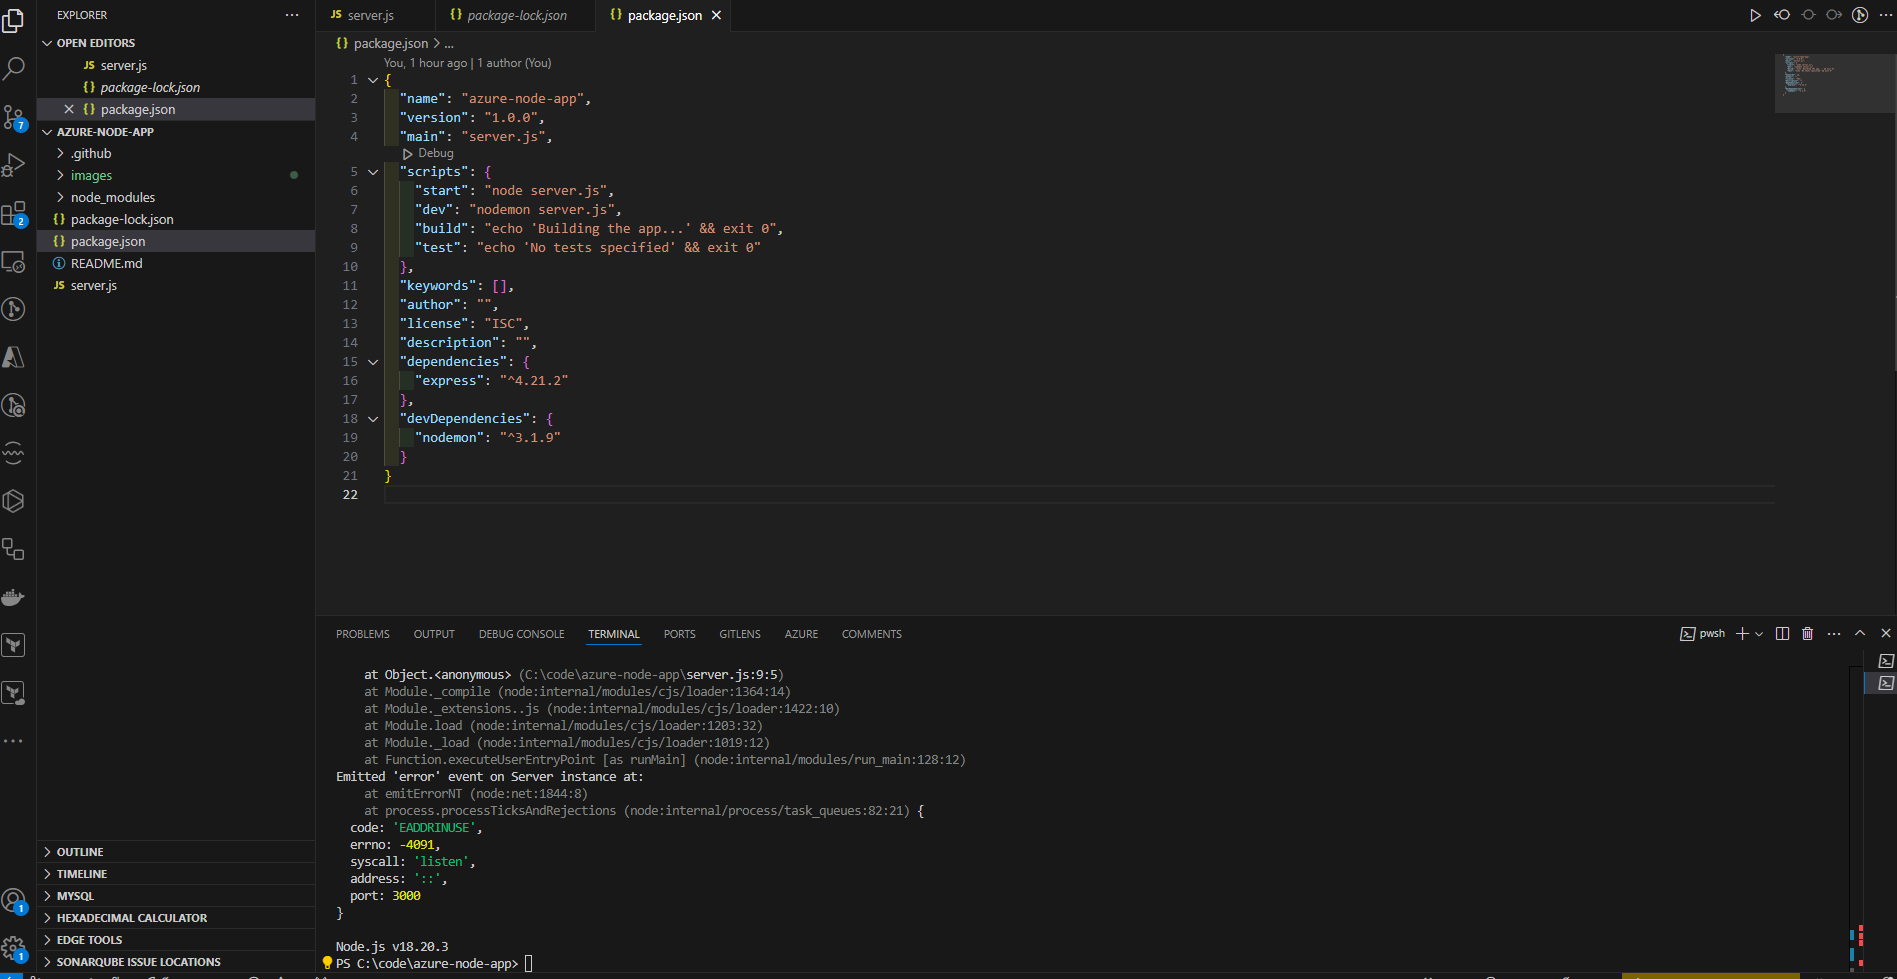 EXPLORER
OPEN EDITORS
server.js
package-lock.json
package.json
AZURE-NODE-APP
.github
images
node_modules
package-lock.json
package.json
README.md
server.js
OUTLINE
TIMELINE
MYSQL
HEXADECIMAL CALCULATOR
EDGE TOOLS
SONARQUBE ISSUE LOCATIONS
7
2
1
1
JS server.js
{} package-lock.json
{} package.json
{} package.json > ...
You, 1 hour ago | 1 author (You)
1 {
2 "name": "azure-node-app",
3 "version": "1.0.0",
4 "main": "server.js",
Debug
5 "scripts": {
6 "start": "node server.js",
7 "dev": "nodemon server.js",
8 "build": "echo 'Building the app...' && exit 0",
9 "test": "echo 'No tests specified' && exit 0"
10 },
11 "keywords": [],
12 "author": "",
13 "license": "ISC",
14 "description": "",
15 "dependencies": {
16 "express": "^4.21.2"
17 },
18 "devDependencies": {
19 "nodemon": "^3.1.9"
20 }
21 }
22
PROBLEMS OUTPUT DEBUG CONSOLE TERMINAL PORTS GITLENS AZURE COMMENTS
pwsh
at Object.<anonymous> (C:\code\azure-node-app\server.js:9:5)
at Module._compile (node:internal/modules/cjs/loader:1364:14)
at Module._extensions..js (node:internal/modules/cjs/loader:1422:10)
at Module.load (node:internal/modules/cjs/loader:1203:32)
at Module._load (node:internal/modules/cjs/loader:1019:12)
at Function.executeUserEntryPoint [as runMain] (node:internal/modules/run_main:128:12)
Emitted 'error' event on Server instance at:
at emitErrorNT (node:net:1844:8)
at process.processTicksAndRejections (node:internal/process/task_queues:82:21) {
code: 'EADDRINUSE',
errno: -4091,
syscall: 'listen',
address: '::',
port: 3000
}
Node.js v18.20.3
PS C:\code\azure-node-app>